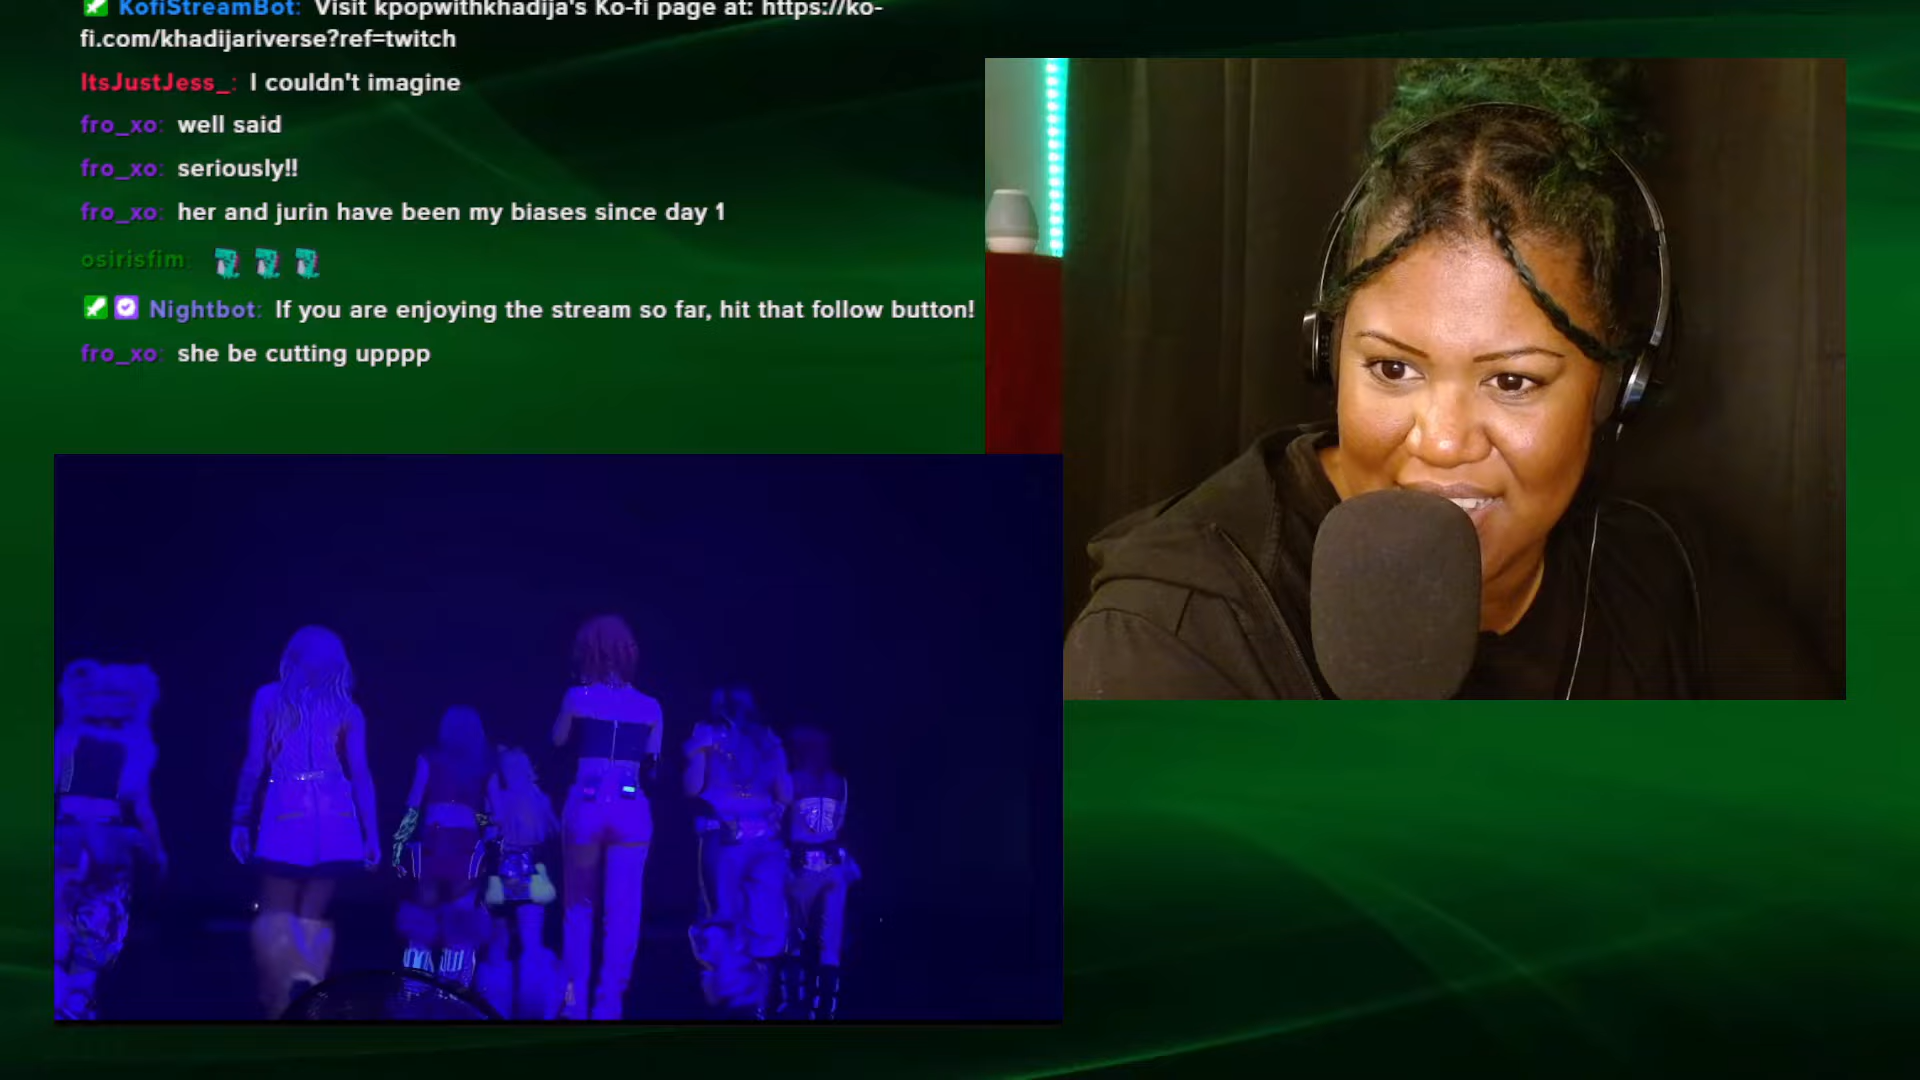 KofiStreamBot: Visit kpopwithkhadija's Ko-fi page at: https://ko-
fi.com/khadijariverse?ref=twitch
ItsJustJess_: I couldn't imagine
fro_xo: well said
fro_xo: seriously!!
fro_xo: her and jurin have been my biases since day 1
osirisfim:
Nightbot: If you are enjoying the stream so far, hit that follow button!
fro_xo: she be cutting upppp